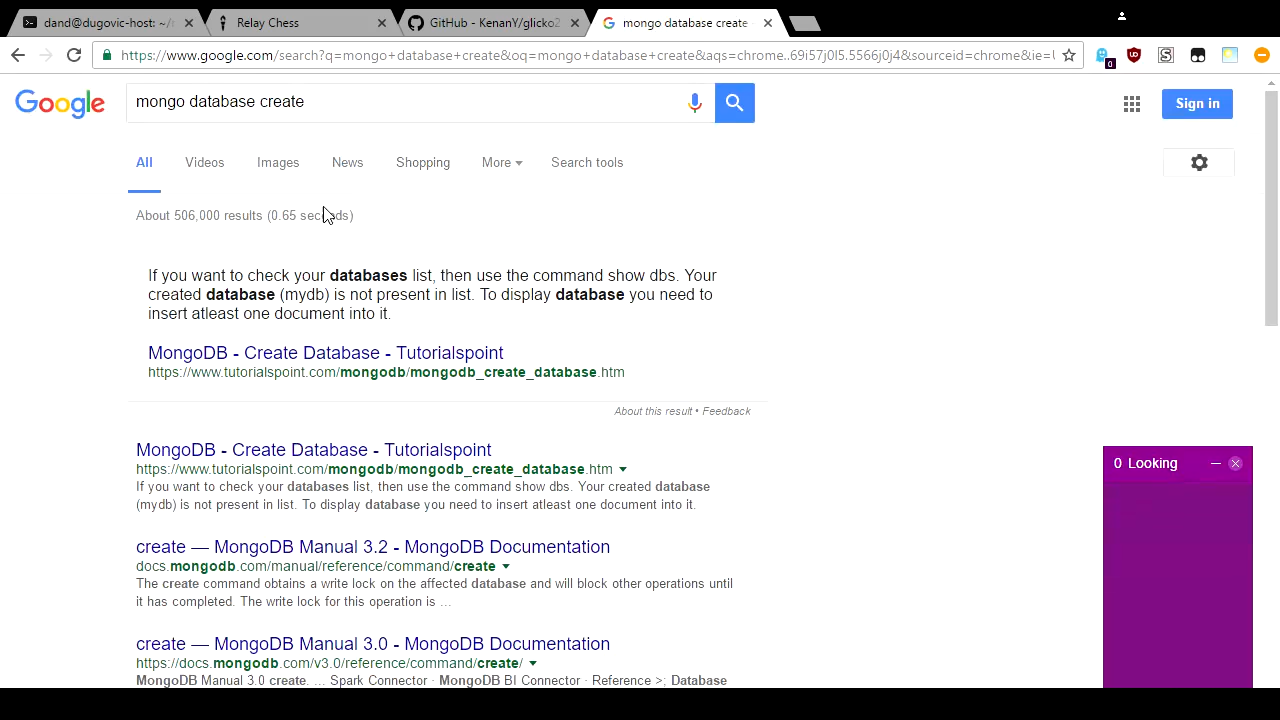 dand@dugovic-host: ~/
Relay Chess
GitHub - KenanY/glicko2
mongo database create
https://www.google.com/search?q=mongo+database+create&oq=mongo+database+create&aqs=chrome..69i57j0l5.5566j0j4&sourceid=chrome&ie=
0
Google
mongo database create
Sign in
All Videos Images News Shopping More Search tools
About 506,000 results (0.65 seconds)
If you want to check your databases list, then use the command show dbs. Your
created database (mydb) is not present in list. To display database you need to
insert atleast one document into it.
MongoDB - Create Database - Tutorialspoint
https://www.tutorialspoint.com/mongodb/mongodb_create_database.htm
About this result • Feedback
MongoDB - Create Database - Tutorialspoint
https://www.tutorialspoint.com/mongodb/mongodb_create_database.htm
If you want to check your databases list, then use the command show dbs. Your created database
(mydb) is not present in list. To display database you need to insert atleast one document into it.
0 Looking
create — MongoDB Manual 3.2 - MongoDB Documentation
docs.mongodb.com/manual/reference/command/create
The create command obtains a write lock on the affected database and will block other operations until
it has completed. The write lock for this operation is ...
create — MongoDB Manual 3.0 - MongoDB Documentation
https://docs.mongodb.com/v3.0/reference/command/create/
MongoDB Manual 3.0 create. ... Spark Connector · MongoDB BI Connector · Reference >; Database